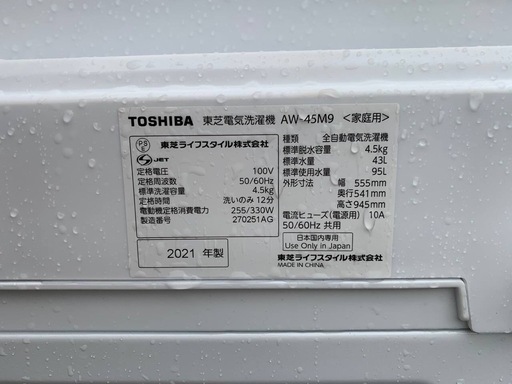 TOSHIBA 東芝電気洗濯機 AW-45M9 <家庭用>
PS E
JET
東芝ライフスタイル株式会社
定格電圧 100V
定格周波数 50/60Hz
標準洗濯容量 4.5kg
定格時間 洗いのみ 12分
電動機定格消費電力 255/330W
製造番号 270251AG
2021 年製
種類 全自動電気洗濯機
標準脱水容量 4.5kg
標準水量 43L
標準使用水量 95L
外形寸法 幅 555mm
奥行541mm
高さ945mm
電流ヒューズ(電源用) 10A
50/60Hz 共用
日本国内専用
Use Only in Japan
東芝ライフスタイル株式会社
MADE IN CHINA